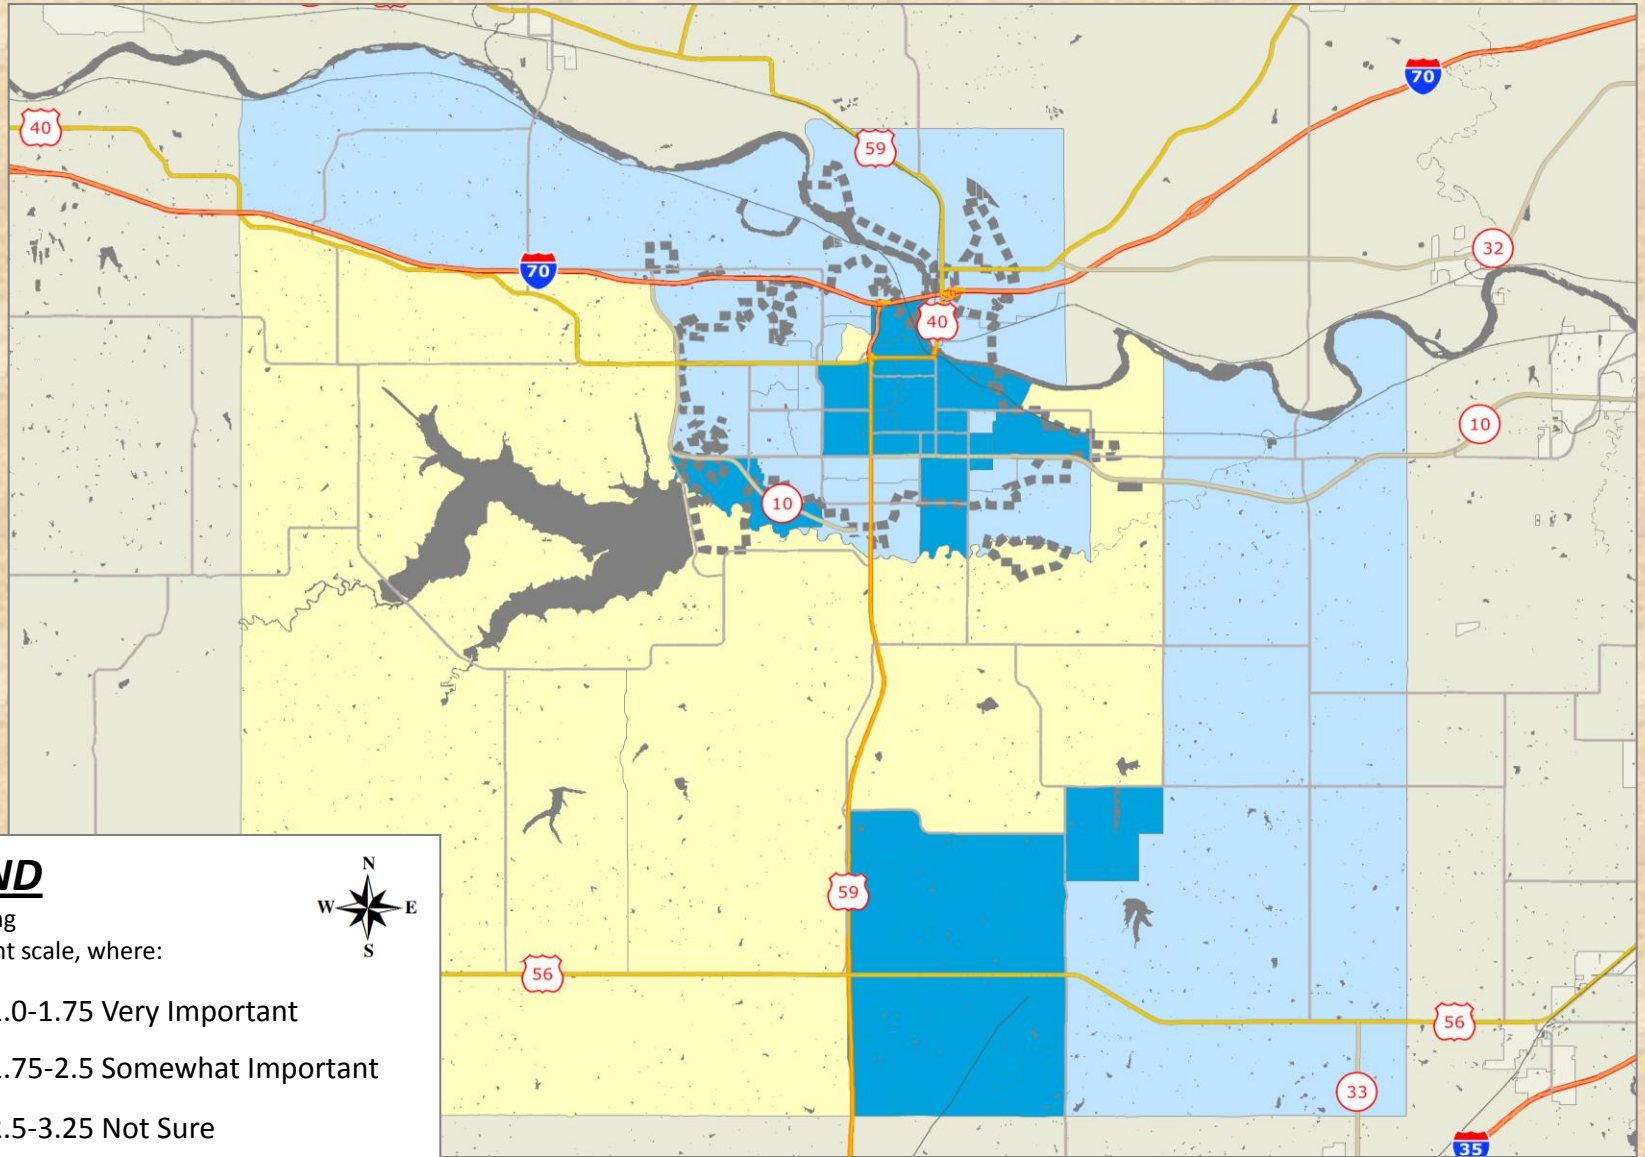 70
40
59
32
70
40
10
10
59
56
56
33
35
ND
N
W E
S
ng
nt scale, where:
.0-1.75 Very Important
.75-2.5 Somewhat Important
.5-3.25 Not Sure